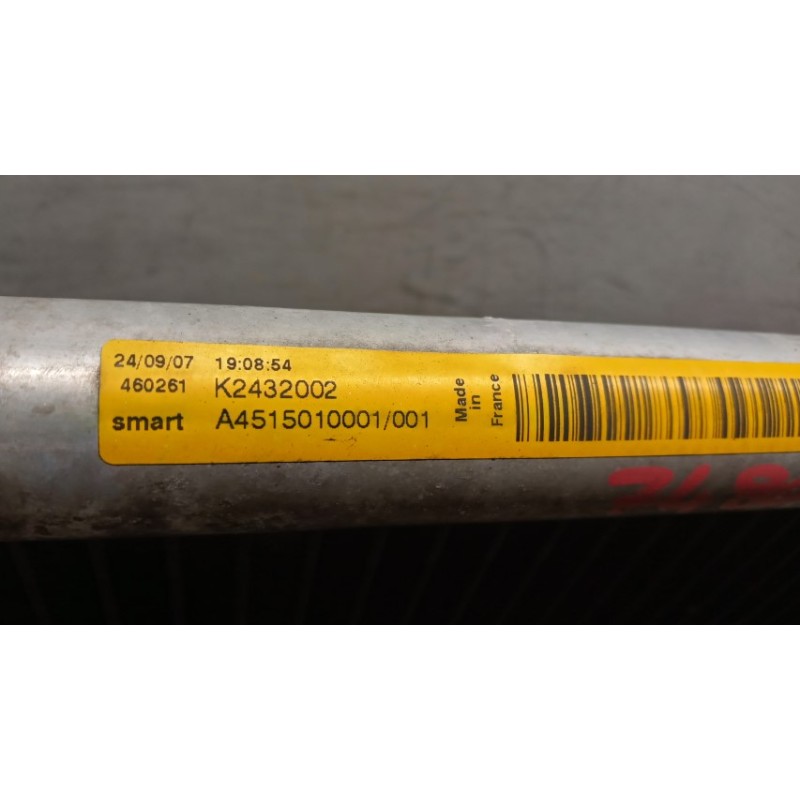 24/09/07 19:08:54
460261 K2432002
smart A4515010001/001
Made
in
France